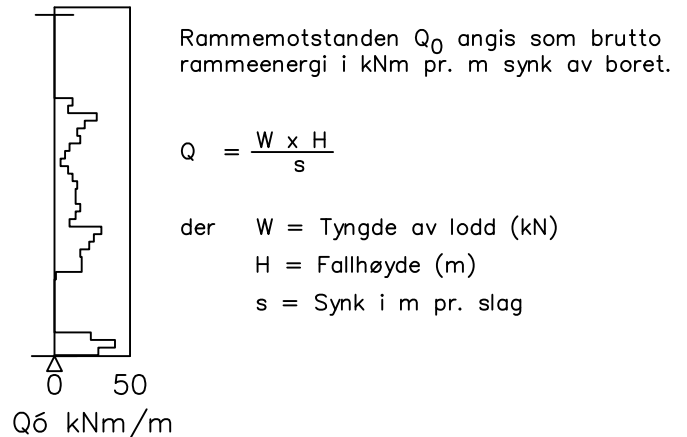 Rammemotstanden Q₀ angis som brutto
rammeenergi i kNm pr. m synk av boret.
Q = W x H
s
der W = Tyngde av lodd (kN)
H = Fallhøyde (m)
s = Synk i m pr. slag
0 50
Qó kNm/m